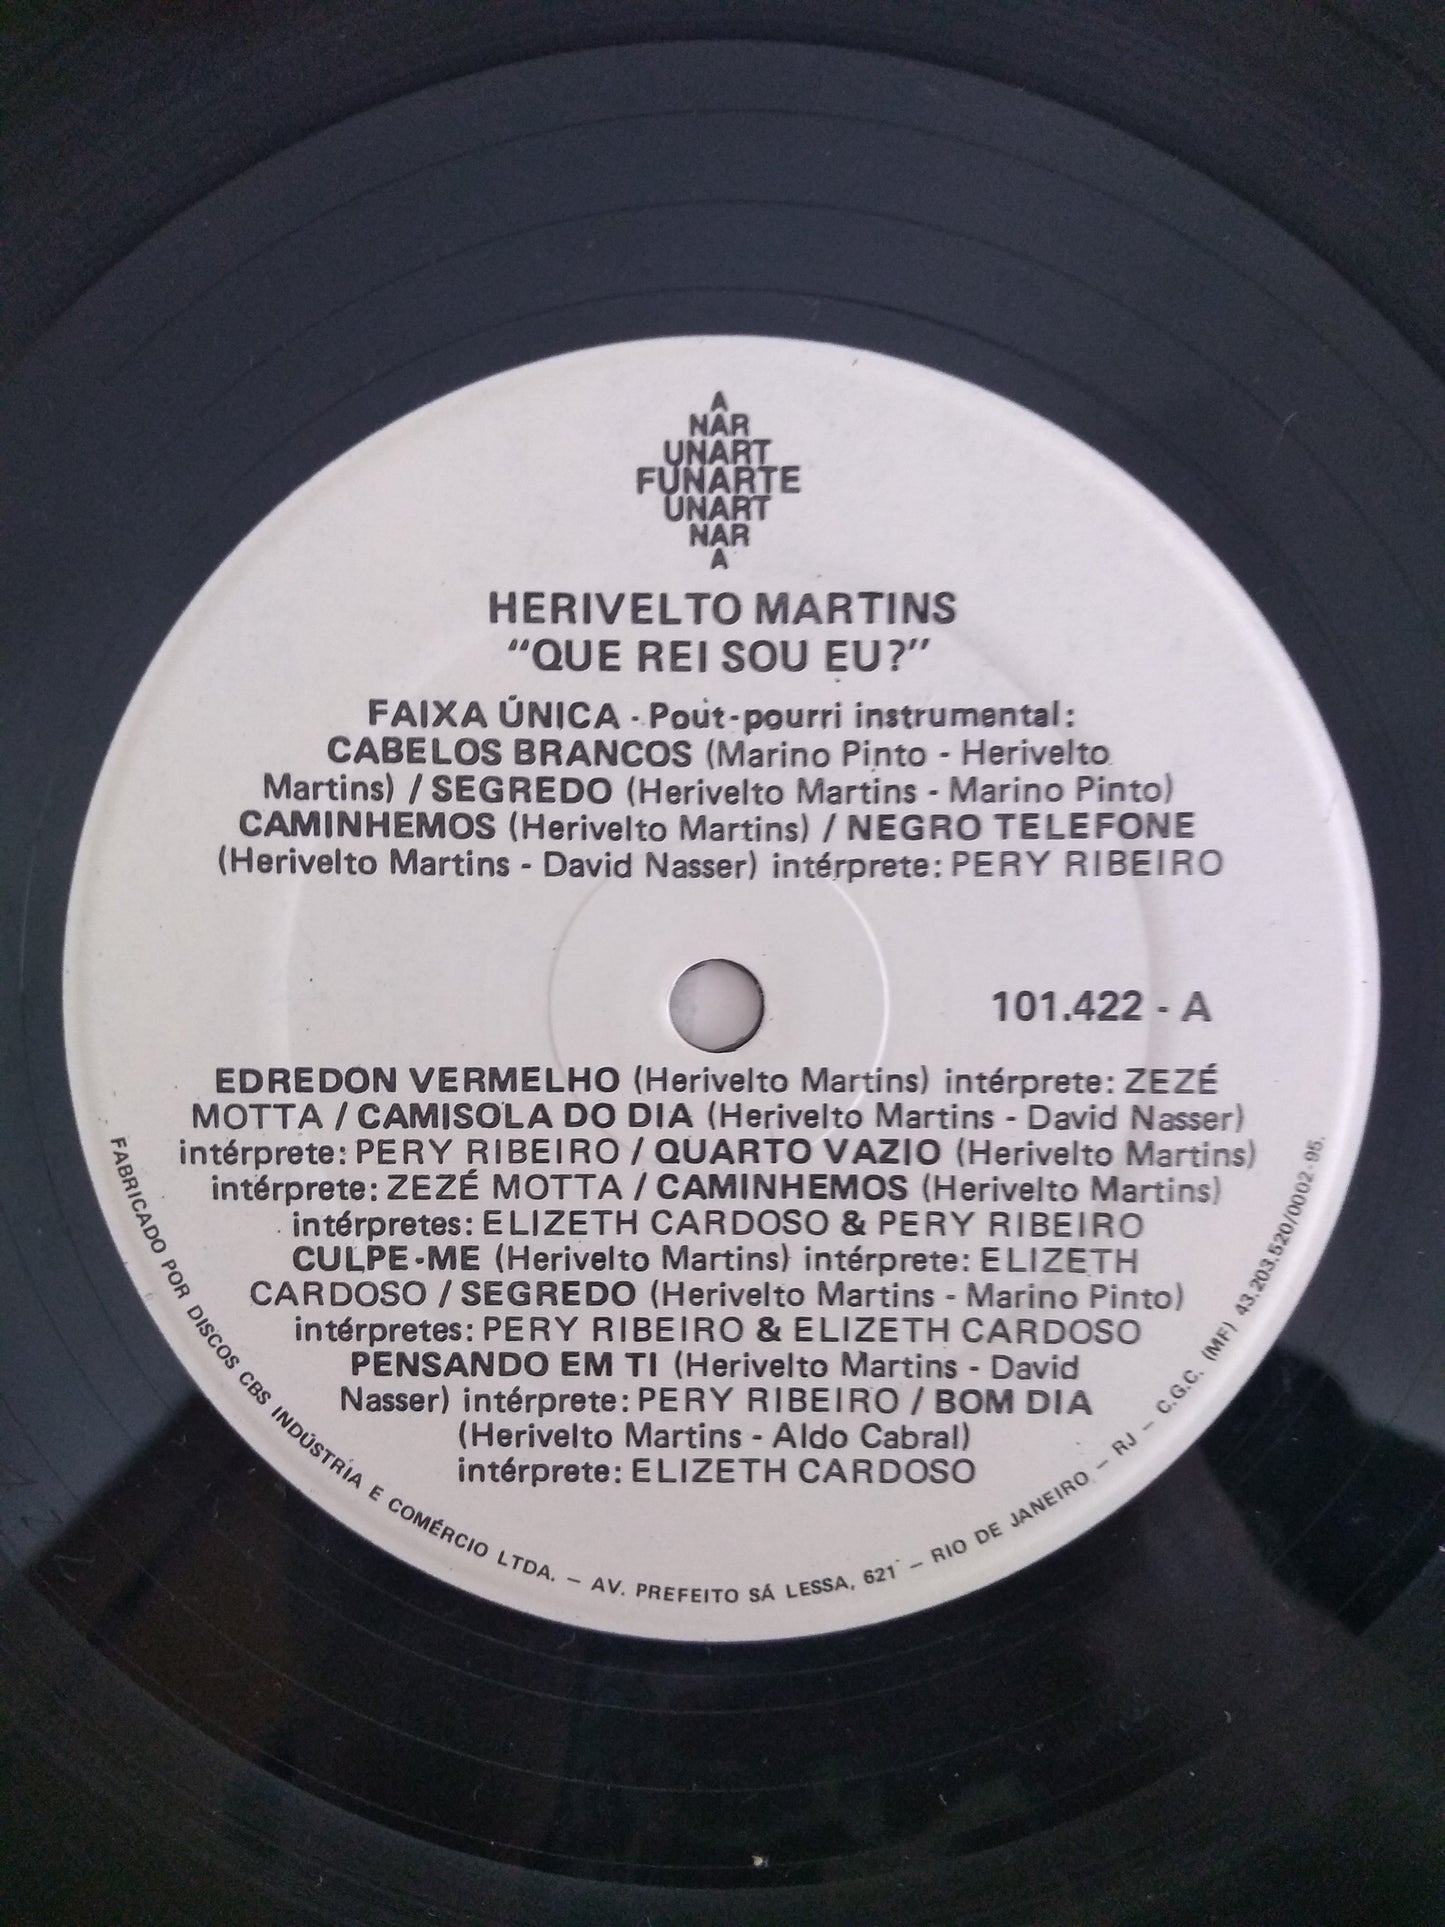 A
NAR
UNART
FUNARTE
UNART
NAR
A
HERIVELTO MARTINS
“QUE REI SOU EU?”
FAIXA ÚNICA - Pout-pourri instrumental:
CABELOS BRANCOS (Marino Pinto - Herivelto
Martins) / SEGREDO (Herivelto Martins - Marino Pinto)
CAMINHEMOS (Herivelto Martins) / NEGRO TELEFONE
(Herivelto Martins - David Nasser) intérprete: PERY RIBEIRO
101.422 - A
EDREDON VERMELHO (Herivelto Martins) intérprete: ZEZÉ
MOTTA / CAMISOLA DO DIA (Herivelto Martins - David Nasser)
intérprete: PERY RIBEIRO / QUARTO VAZIO (Herivelto Martins)
intérprete: ZEZÉ MOTTA / CAMINHEMOS (Herivelto Martins)
intérpretes: ELIZETH CARDOSO & PERY RIBEIRO
CULPE-ME (Herivelto Martins) intérprete: ELIZETH
CARDOSO / SEGREDO (Herivelto Martins - Marino Pinto)
intérpretes: PERY RIBEIRO & ELIZETH CARDOSO
PENSANDO EM TI (Herivelto Martins - David
Nasser) intérprete: PERY RIBEIRO / BOM DIA
(Herivelto Martins - Aldo Cabral)
intérprete: ELIZETH CARDOSO
FABRICADO POR DISCOS CBS INDÚSTRIA E COMÉRCIO LTDA. – AV. PREFEITO SÁ LESSA, 621 – RIO DE JANEIRO – RJ – C.G.C. (MF) 43.203.520/0002-95.